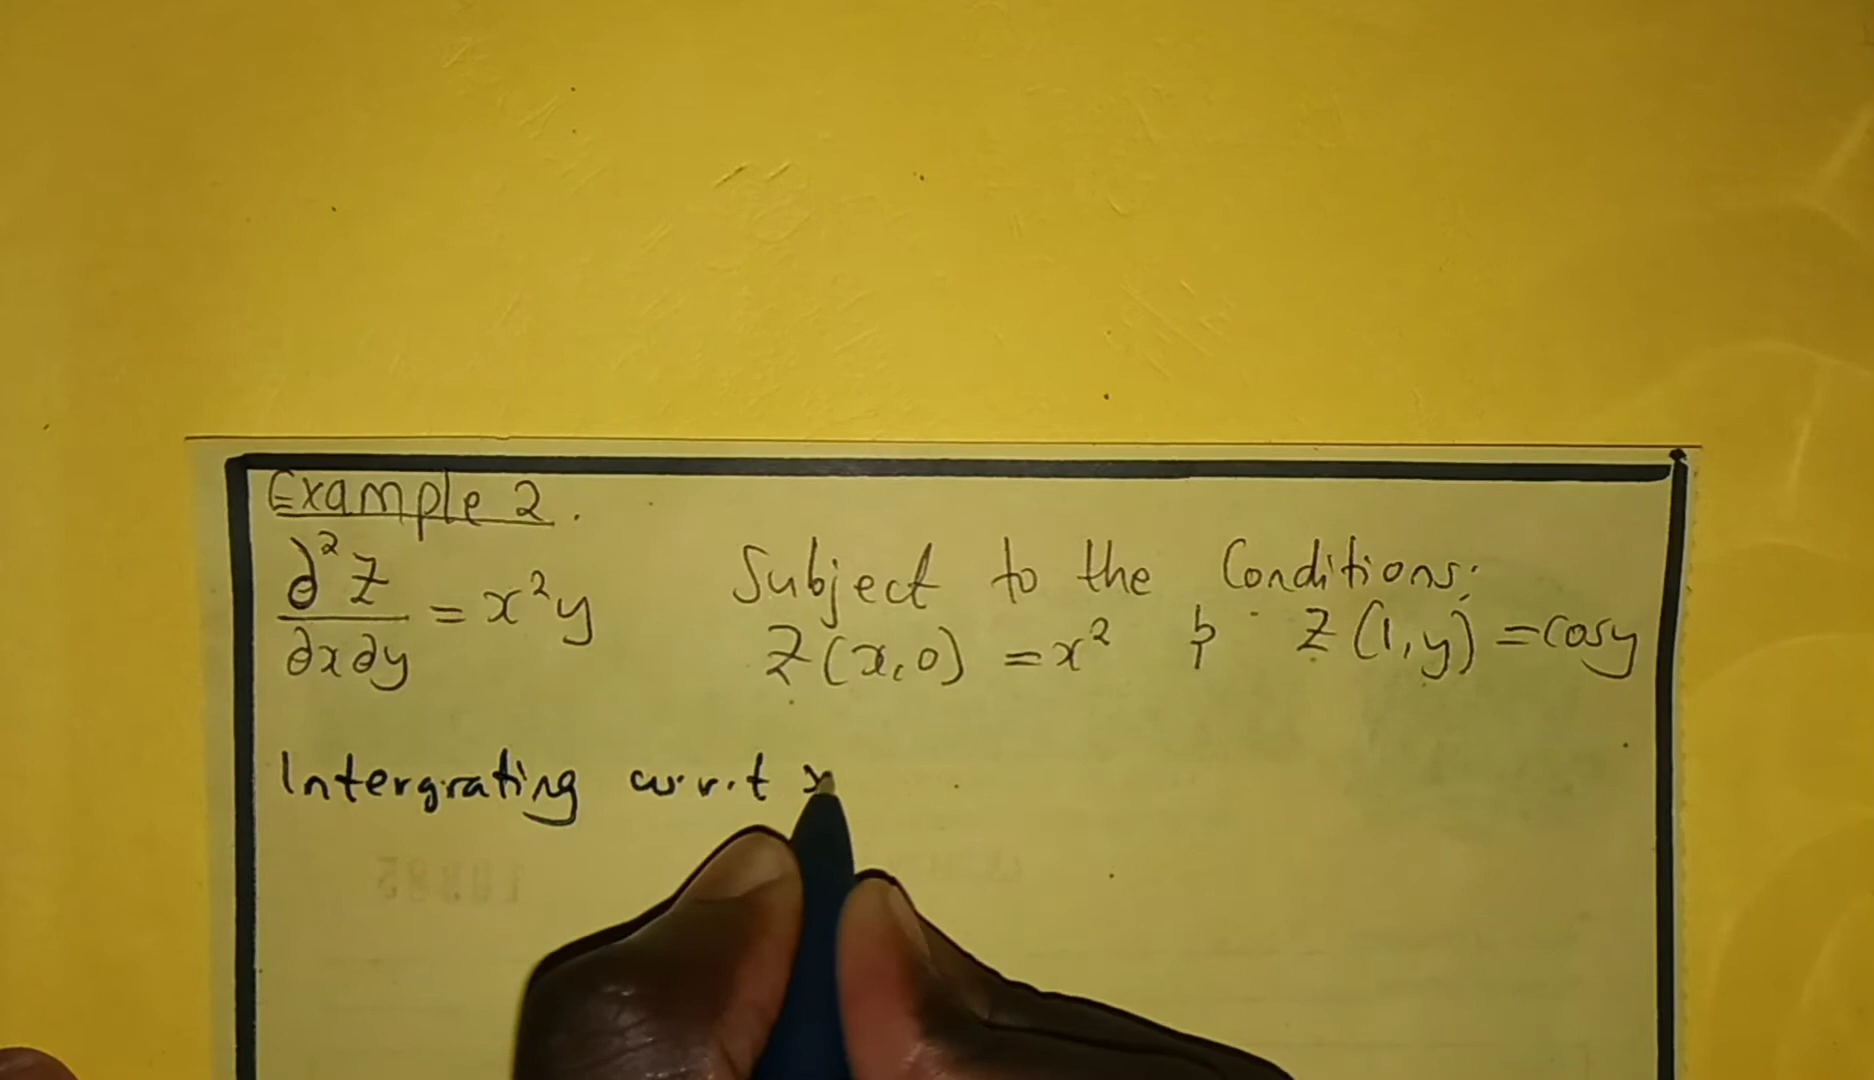 Example 2.
∂²Z/∂x∂y = x²y
Subject to the Conditions:
Z(x,0) = x² & Z(1,y) = cosy
Intergrating w.r.t x